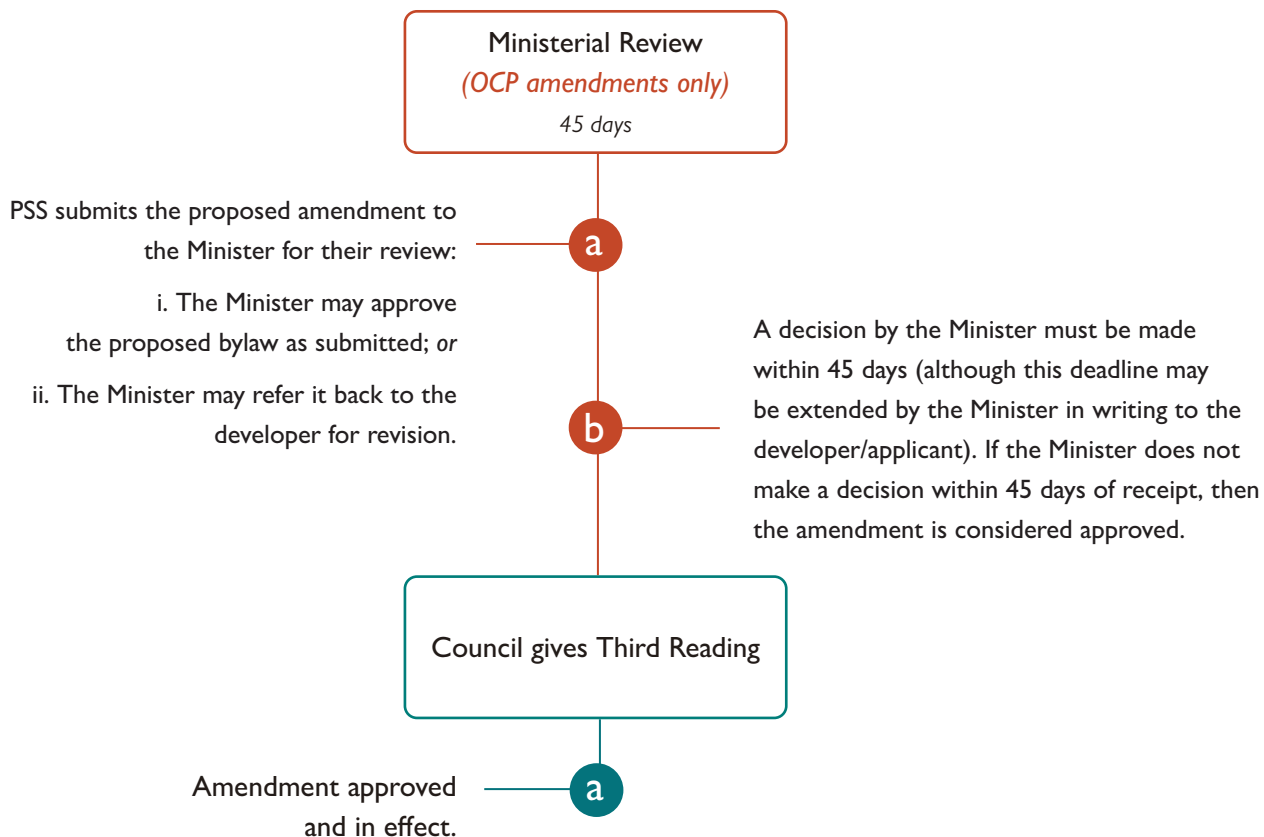 Ministerial Review
(OCP amendments only)
45 days
PSS submits the proposed amendment to
the Minister for their review:
a
i. The Minister may approve
the proposed bylaw as submitted; or
ii. The Minister may refer it back to the
developer for revision.
b
A decision by the Minister must be made
within 45 days (although this deadline may
be extended by the Minister in writing to the
developer/applicant). If the Minister does not
make a decision within 45 days of receipt, then
the amendment is considered approved.
Council gives Third Reading
a
Amendment approved
and in effect.